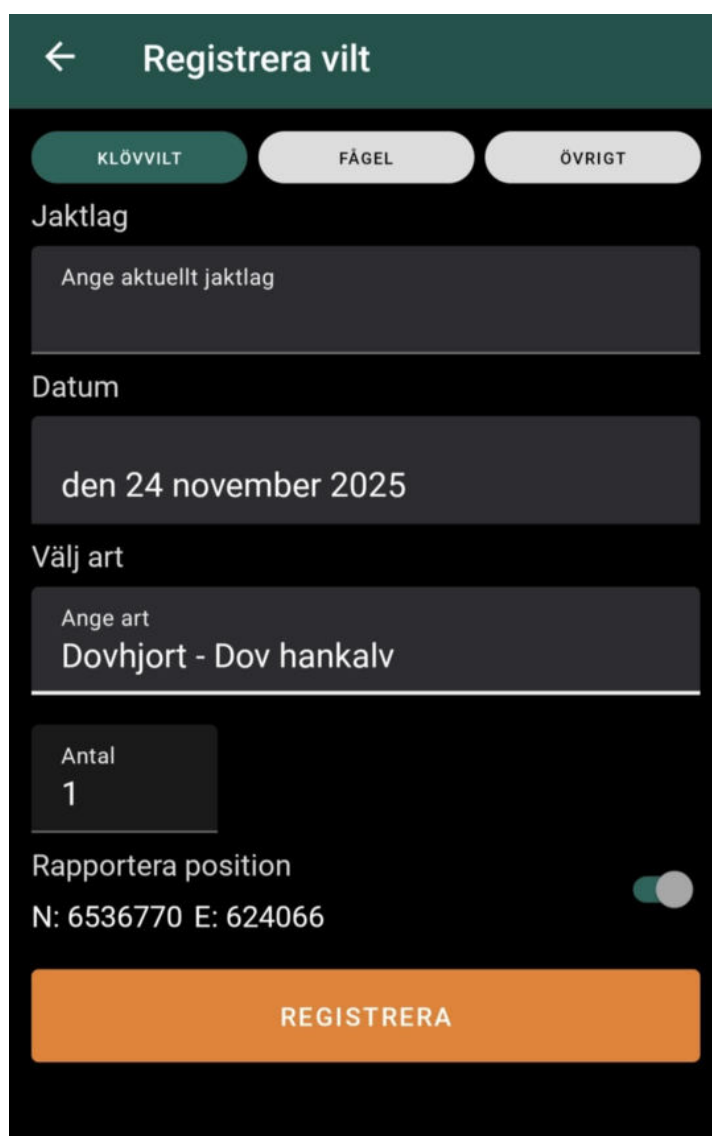 Registrera vilt
KLÖVVILT FÅGEL ÖVRIGT
Jaktlag
Ange aktuellt jaktlag
Datum
den 24 november 2025
Välj art
Ange art
Dovhjort - Dov hankalv
Antal
1
Rapportera position
N: 6536770 E: 624066
REGISTRERA